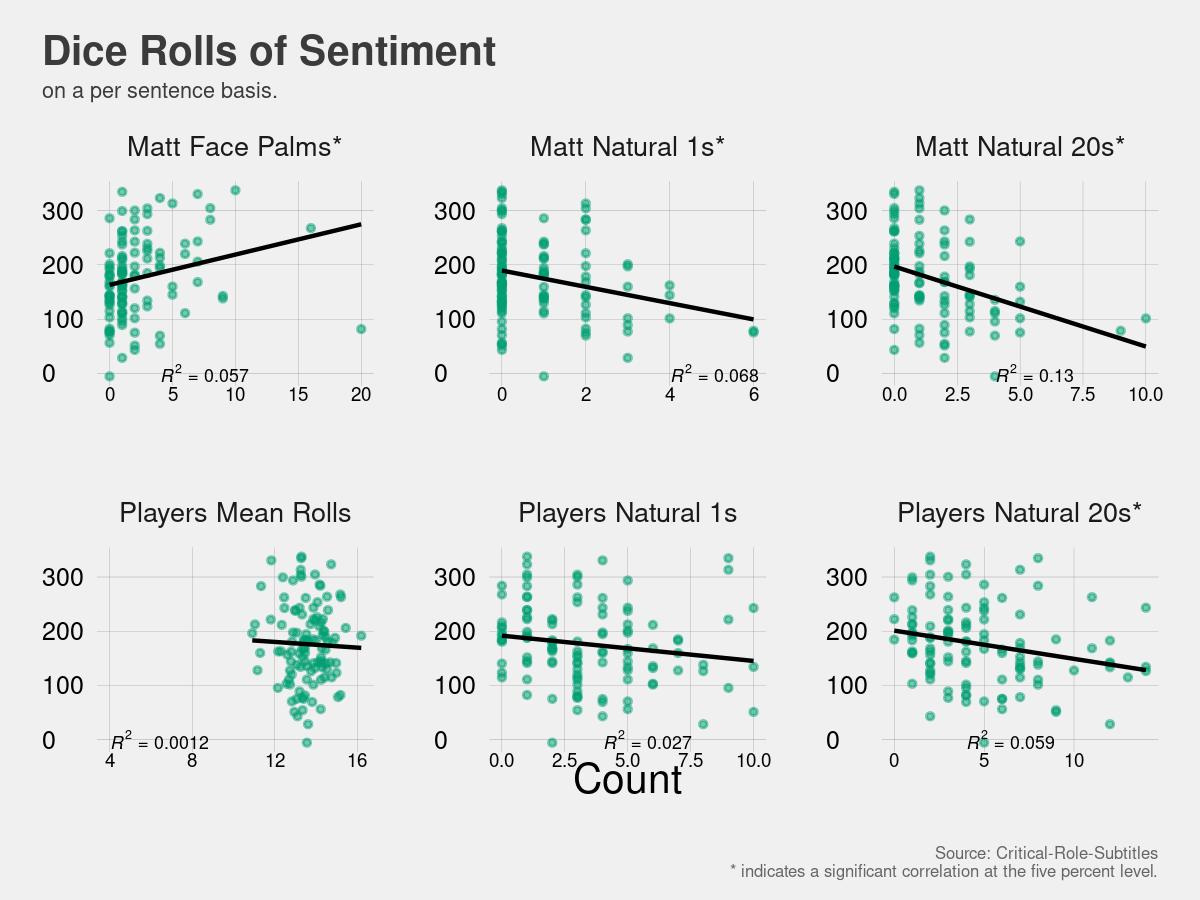 Dice Rolls of Sentiment
on a per sentence basis.
Matt Face Palms*
Matt Natural 1s*
Matt Natural 20s*
300
200
100
0
R² = 0.057
0 5 10 15 20
300
200
100
0
R² = 0.068
0 2 4 6
300
200
100
0
R² = 0.13
0.0 2.5 5.0 7.5 10.0
Players Mean Rolls
Players Natural 1s
Players Natural 20s*
300
200
100
0
R² = 0.0012
4 8 12 16
300
200
100
0
R² = 0.027
0.0 2.5 5.0 7.5 10.0
300
200
100
0
R² = 0.059
0 5 10
Count
Source: Critical-Role-Subtitles
* indicates a significant correlation at the five percent level.